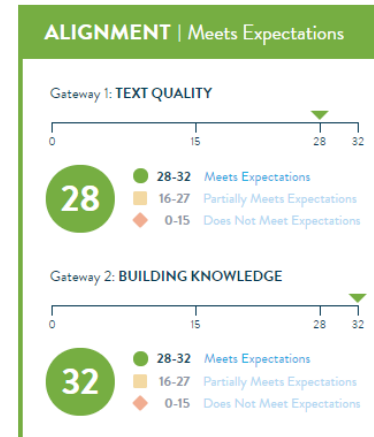 ALIGNMENT | Meets Expectations
Gateway 1: TEXT QUALITY
0 15 28 32
28
28-32 Meets Expectations
16-27 Partially Meets Expectations
0-15 Does Not Meet Expectations
Gateway 2: BUILDING KNOWLEDGE
0 15 28 32
32
28-32 Meets Expectations
16-27 Partially Meets Expectations
0-15 Does Not Meet Expectations